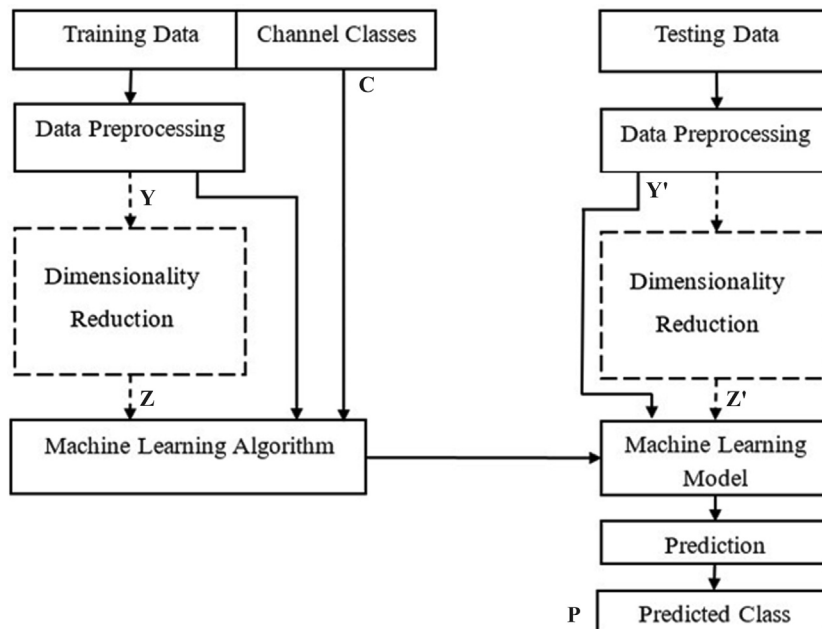 Training Data
Channel Classes
Testing Data
C
Data Preprocessing
Data Preprocessing
Y
Y'
Dimensionality
Reduction
Dimensionality
Reduction
Z
Z'
Machine Learning Algorithm
Machine Learning
Model
Prediction
P
Predicted Class